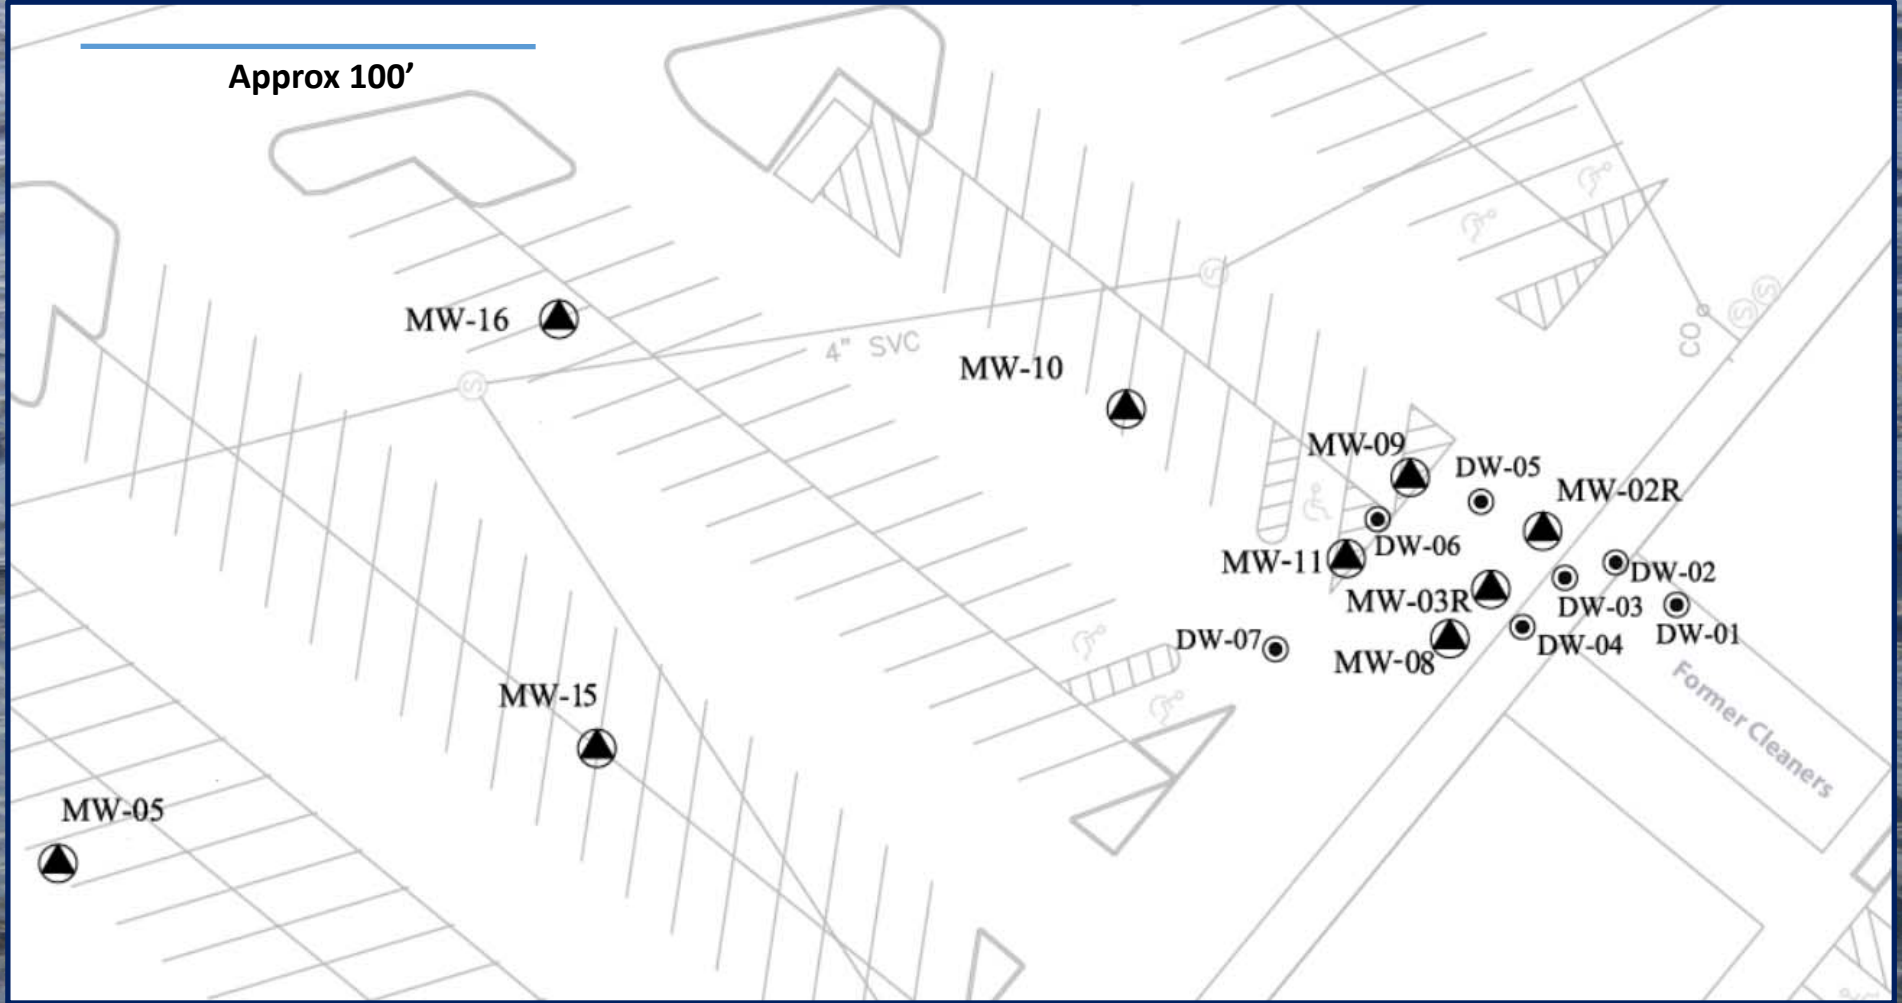 Approx 100’
MW-16
4" SVC
MW-10
S
S
S
S
CO
MW-09
DW-05
MW-02R
DW-06
MW-11
DW-02
MW-03R
DW-03
DW-01
DW-04
DW-07
MW-08
Former Cleaners
MW-15
MW-05